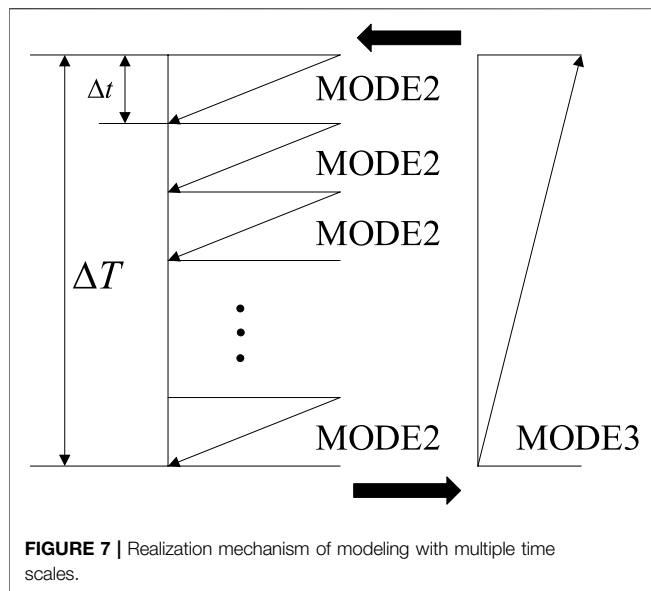 Δt
MODE2
MODE2
MODE2
ΔT
MODE2
MODE3
FIGURE 7 | Realization mechanism of modeling with multiple time
scales.